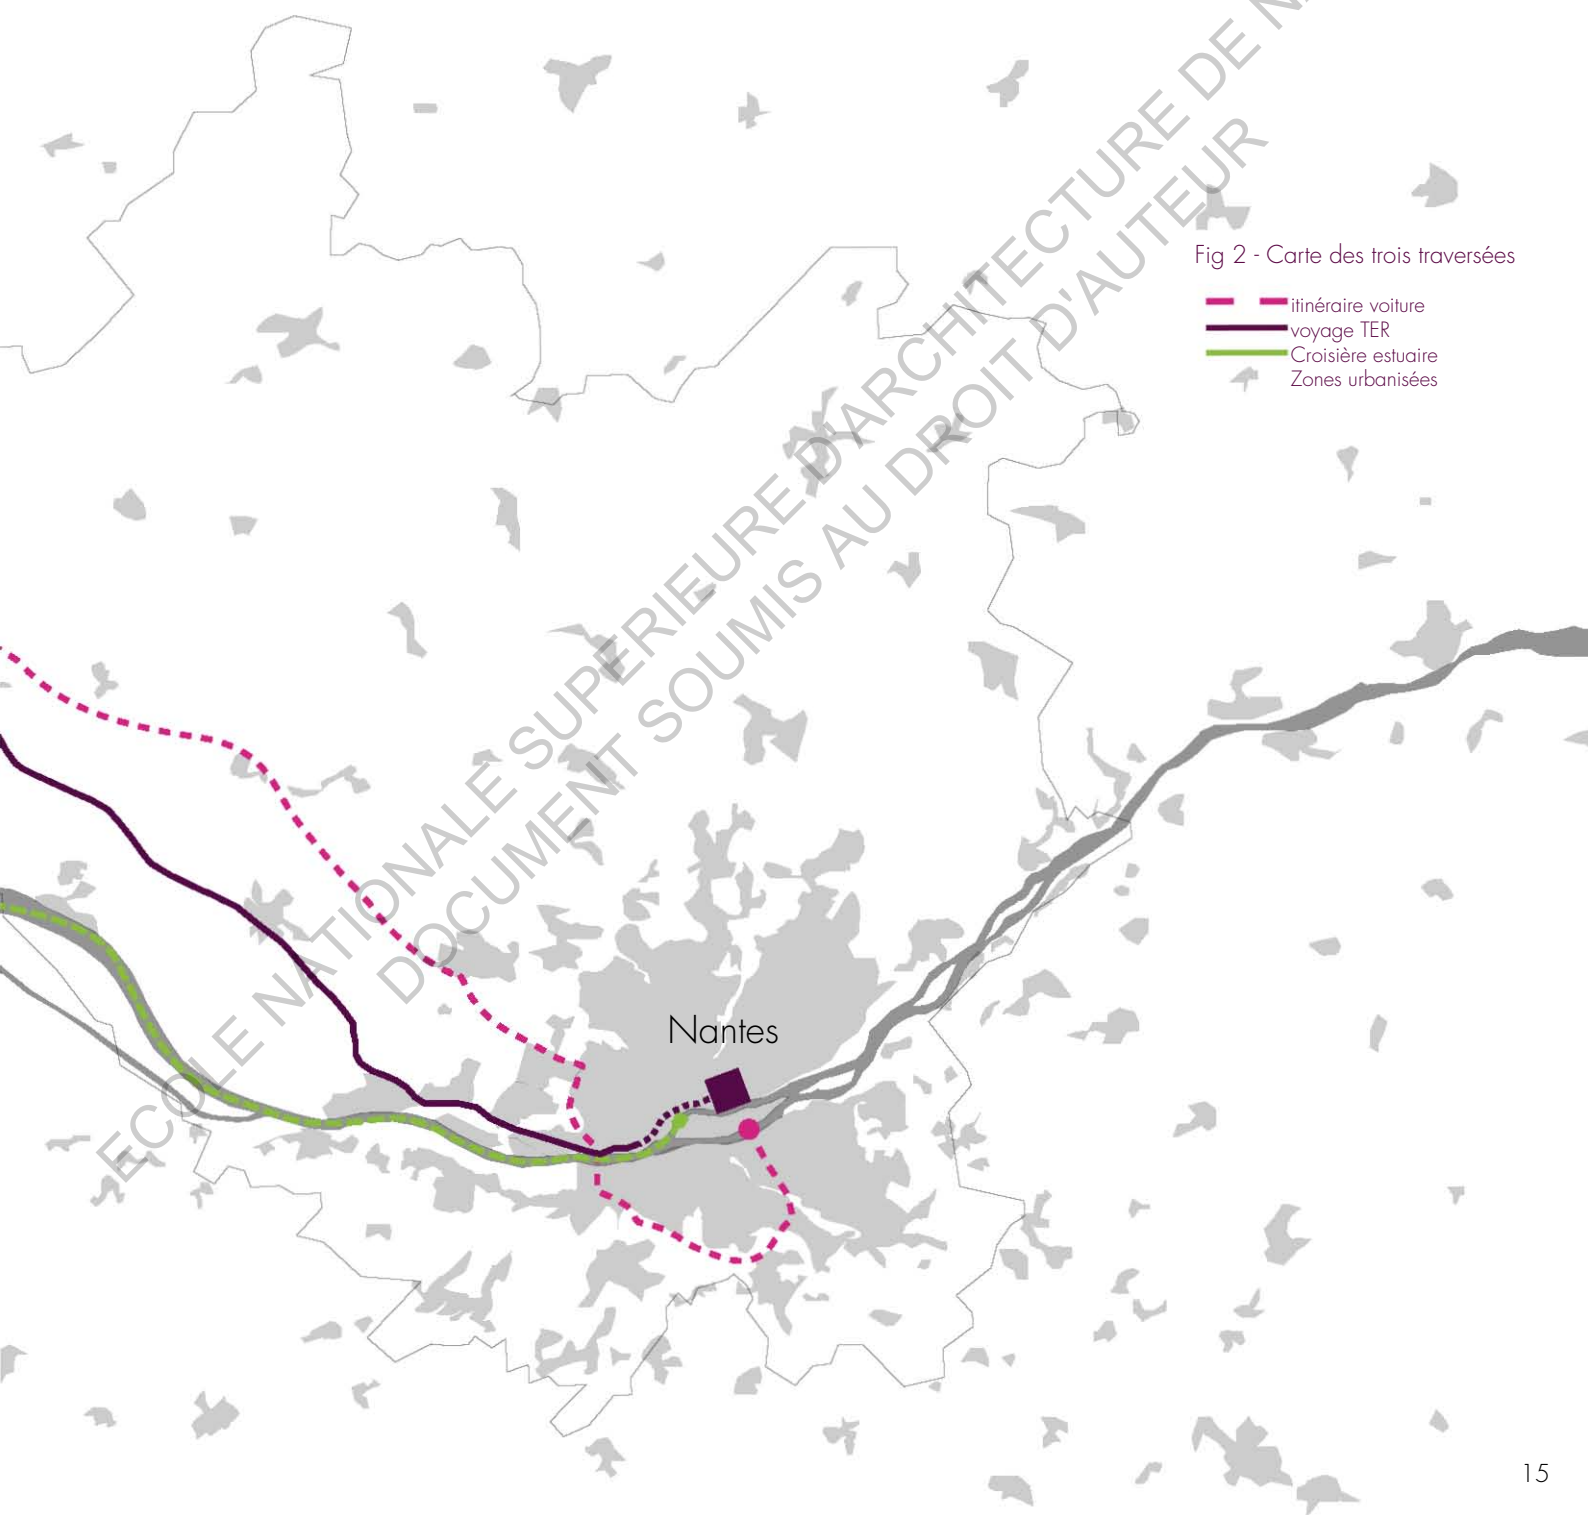 ECOLE NATIONALE SUPERIEURE D'ARCHITECTURE DE NA
DOCUMENT SOUMIS AU DROIT D'AUTEUR
Fig 2 - Carte des trois traversées
itinéraire voiture
voyage TER
Croisière estuaire
Zones urbanisées
Nantes
15